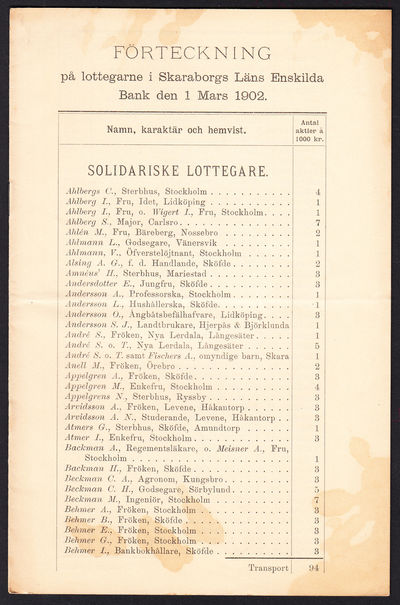 FÖRTECKNING
på lottegarne i Skaraborgs Läns Enskilda
Bank den 1 Mars 1902.
Namn, karaktär och hemvist.
Antal
aktier à
1000 kr.
SOLIDARISKE LOTTEGARE.
Ahlbergs C., Sterbhus, Stockholm 4
Ahlberg I., Fru, Idet, Lidköping 1
Ahlberg I., Fru, o. Wigert I., Fru, Stockholm 1
Ahlberg S., Major, Carlsro 7
Ahlén M., Fru, Bäreberg, Nossebro 2
Ahlmann L., Godsegare, Vänersvik 1
Ahlmann, V., Öfverstelöjtnant, Stockholm 1
Alsing A. G., f. d. Handlande, Sköfde 2
Amnéus' H., Sterbhus, Mariestad 3
Andersdotter E., Jungfru, Sköfde 3
Andersson A., Professorska, Stockholm 1
Andersson L., Hushållerska, Sköfde 1
Andersson O., Ångbåtsbefälhafvare, Lidköping 3
Andersson S. J., Landtbrukare, Hjerpås & Björklunda 1
André S., Fröken, Nya Lerdala, Långsäter 1
André S. o. T., Nya Lerdala, Långsäter 5
André S. o. T. samt Fischers A., omyndige barn, Skara 1
Anell M., Fröken, Örebro 2
Appelgren A., Fröken, Sköfde 3
Appelgren M., Enkefru, Stockholm 4
Appelgrens N., Sterbhus, Ryssby 3
Arvidsson A., Fröken, Levene, Håkantorp 3
Arvidsson A. N., Studerande, Levene, Håkantorp 3
Atmers G., Sterbhus, Sköfde, Amundtorp 1
Atmer I., Enkefru, Stockholm 3
Backman A., Regementsläkare, o. Meisner A., Fru,
Stockholm 1
Backman H., Fröken, Sköfde 3
Beckman C. A., Agronom, Kungsbro 3
Beckman C. H., Godsegare, Sörbylund 5
Beckman M., Ingeniör, Stockholm 7
Behmer A., Fröken, Stockholm 3
Behmer B., Fröken, Sköfde 3
Behmer E., Fröken, Stockholm 3
Behmer G., Fröken, Stockholm 3
Behmer I., Bankbokhållare, Sköfde 3
Transport 94